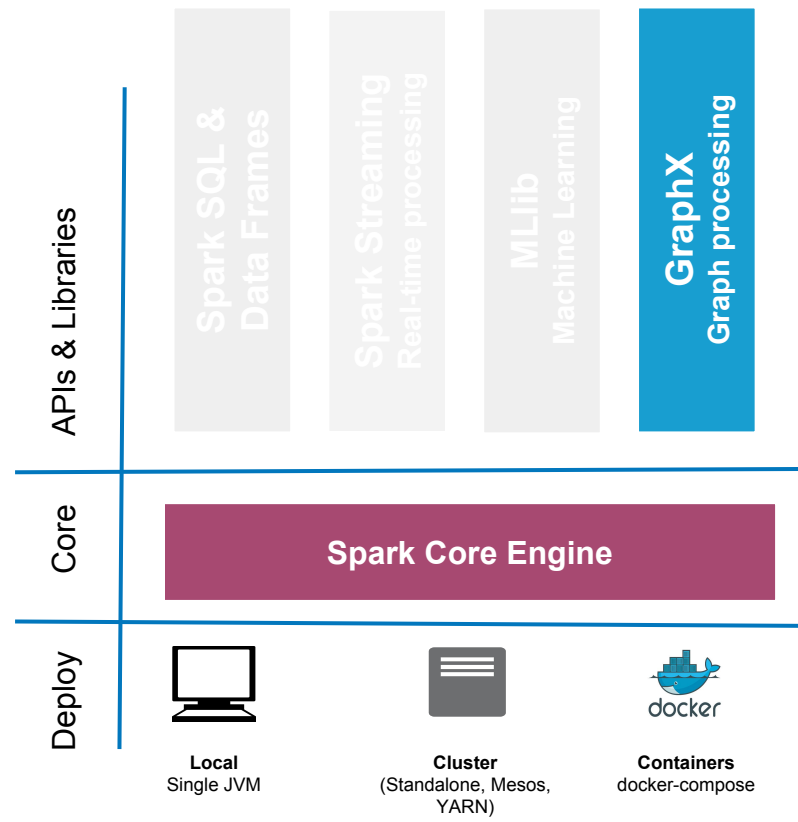 APIs & Libraries
Spark SQL &
Data Frames
Spark Streaming
Real-time processing
MLlib
Machine Learning
GraphX
Graph processing
Core
Spark Core Engine
Deploy
docker
Local
Single JVM
Cluster
(Standalone, Mesos,
YARN)
Containers
docker-compose